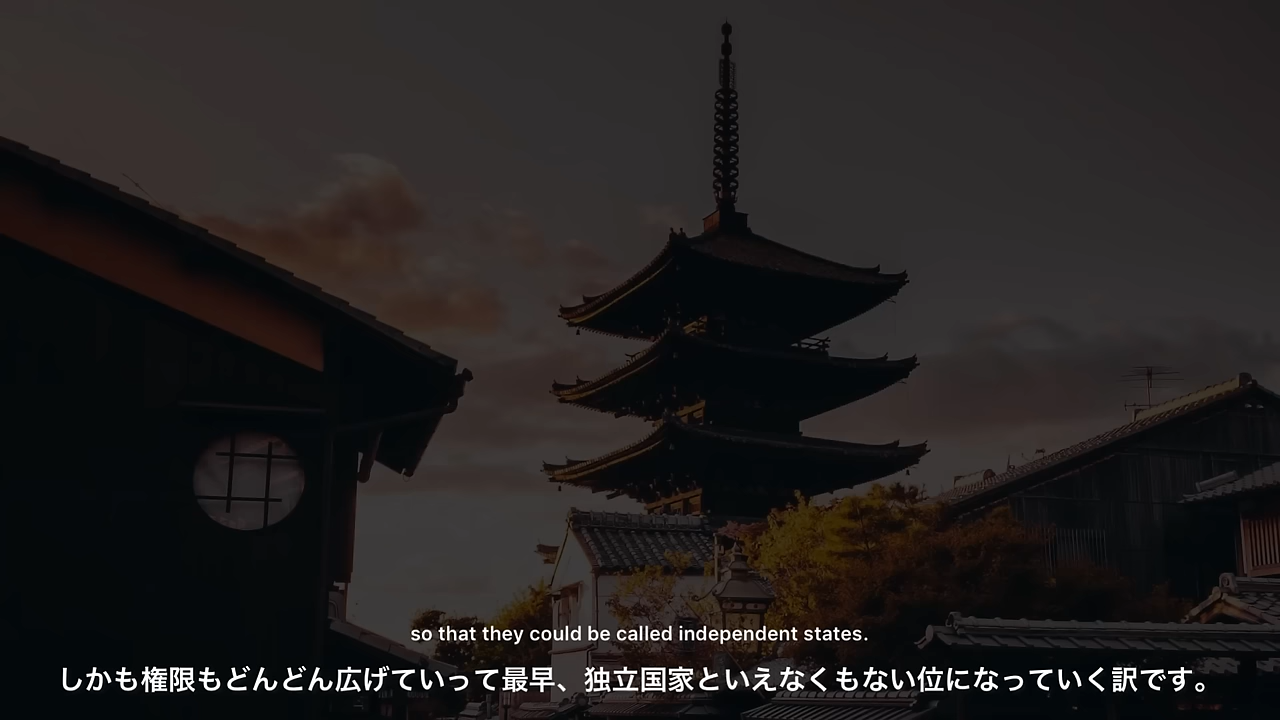 so that they could be called independent states.
しかも権限もどんどん広げていって最早、独立国家といえなくもない位になっていく訳です。